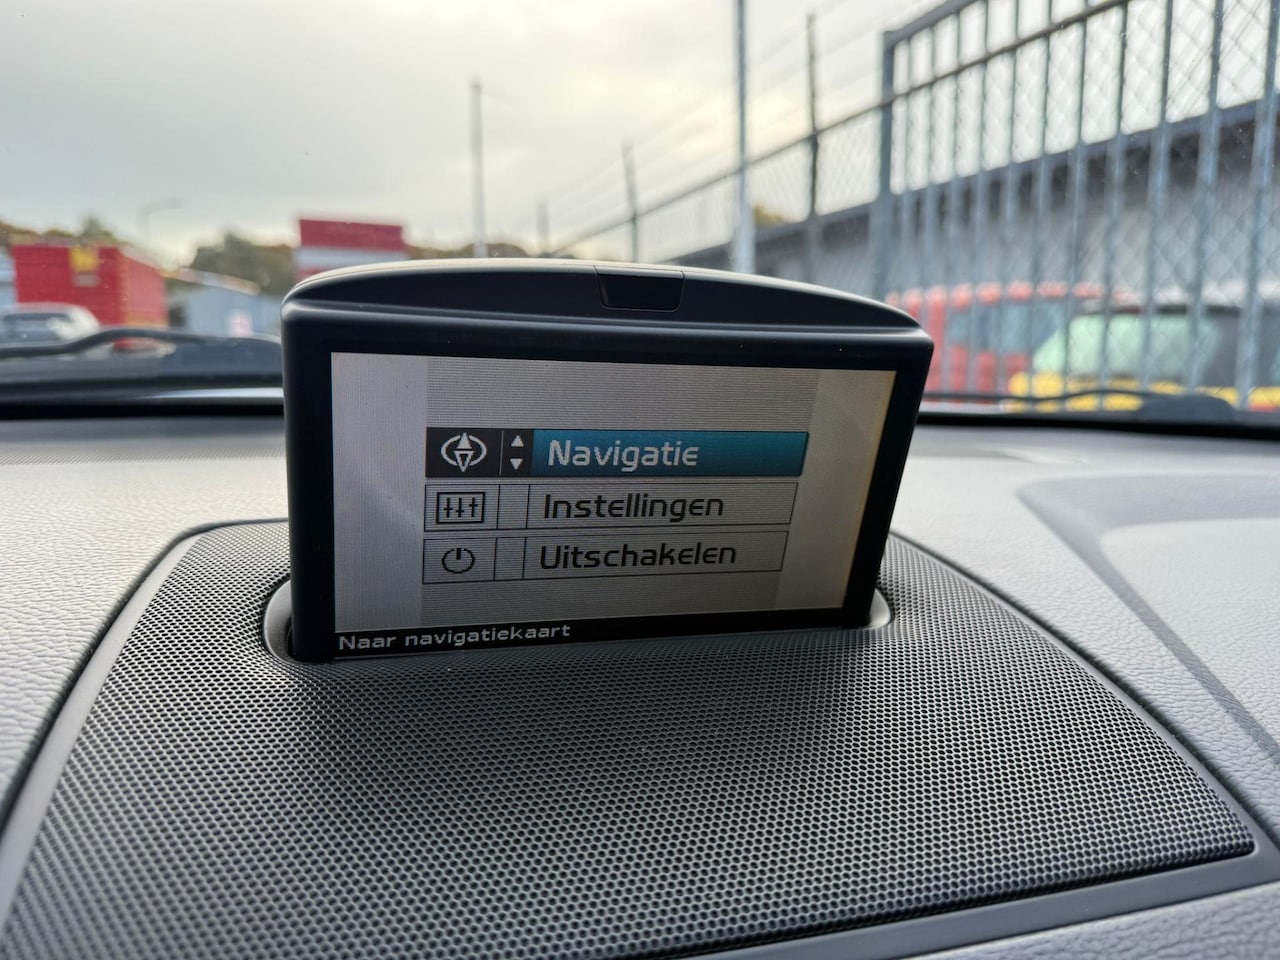 Navigatie
Instellingen
Uitschakelen
Naar navigatiekaart